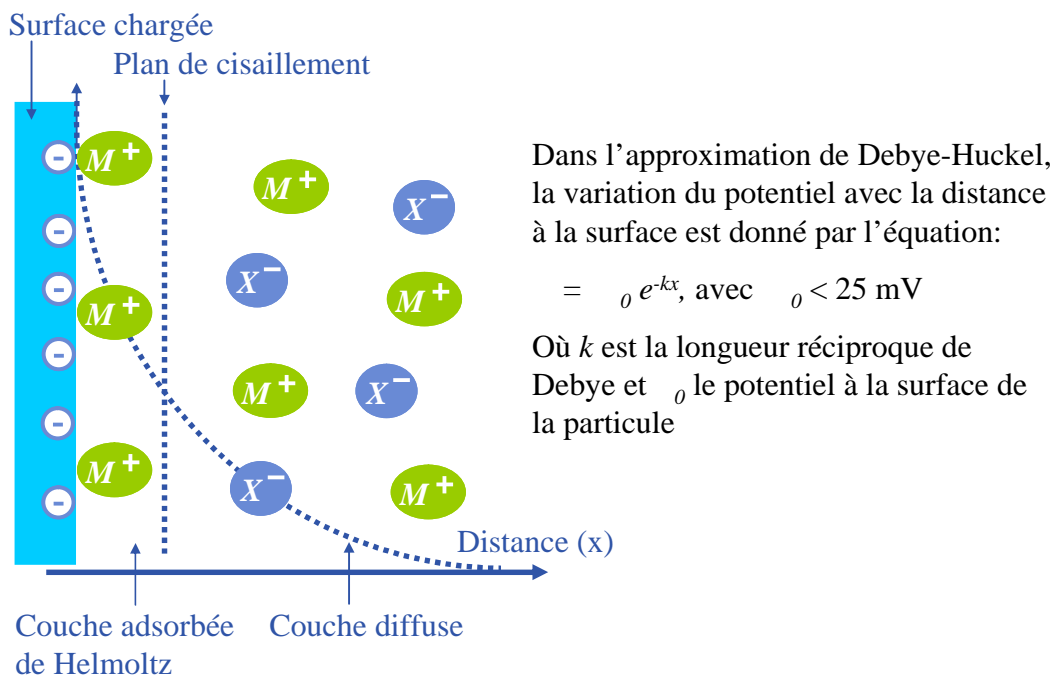 Surface chargée
Plan de cisaillement
- M+
M+
X-
-
- X-
M+ M+
-
M+ X-
-
M+
- X- M+
Distance (x)
Couche adsorbée
de Helmoltz
Couche diffuse
Dans l’approximation de Debye-Huckel,
la variation du potentiel avec la distance
à la surface est donné par l’équation:
= 0 e-kx, avec 0 < 25 mV
Où k est la longueur réciproque de
Debye et 0 le potentiel à la surface de
la particule